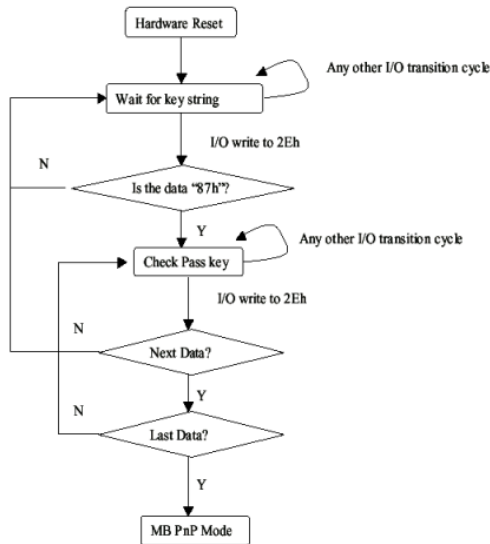 Hardware Reset
Any other I/O transition cycle
Wait for key string
I/O write to 2Eh
N
Is the data “87h”?
Y
Any other I/O transition cycle
Check Pass key
I/O write to 2Eh
N
Next Data?
Y
N
Last Data?
Y
MB PnP Mode